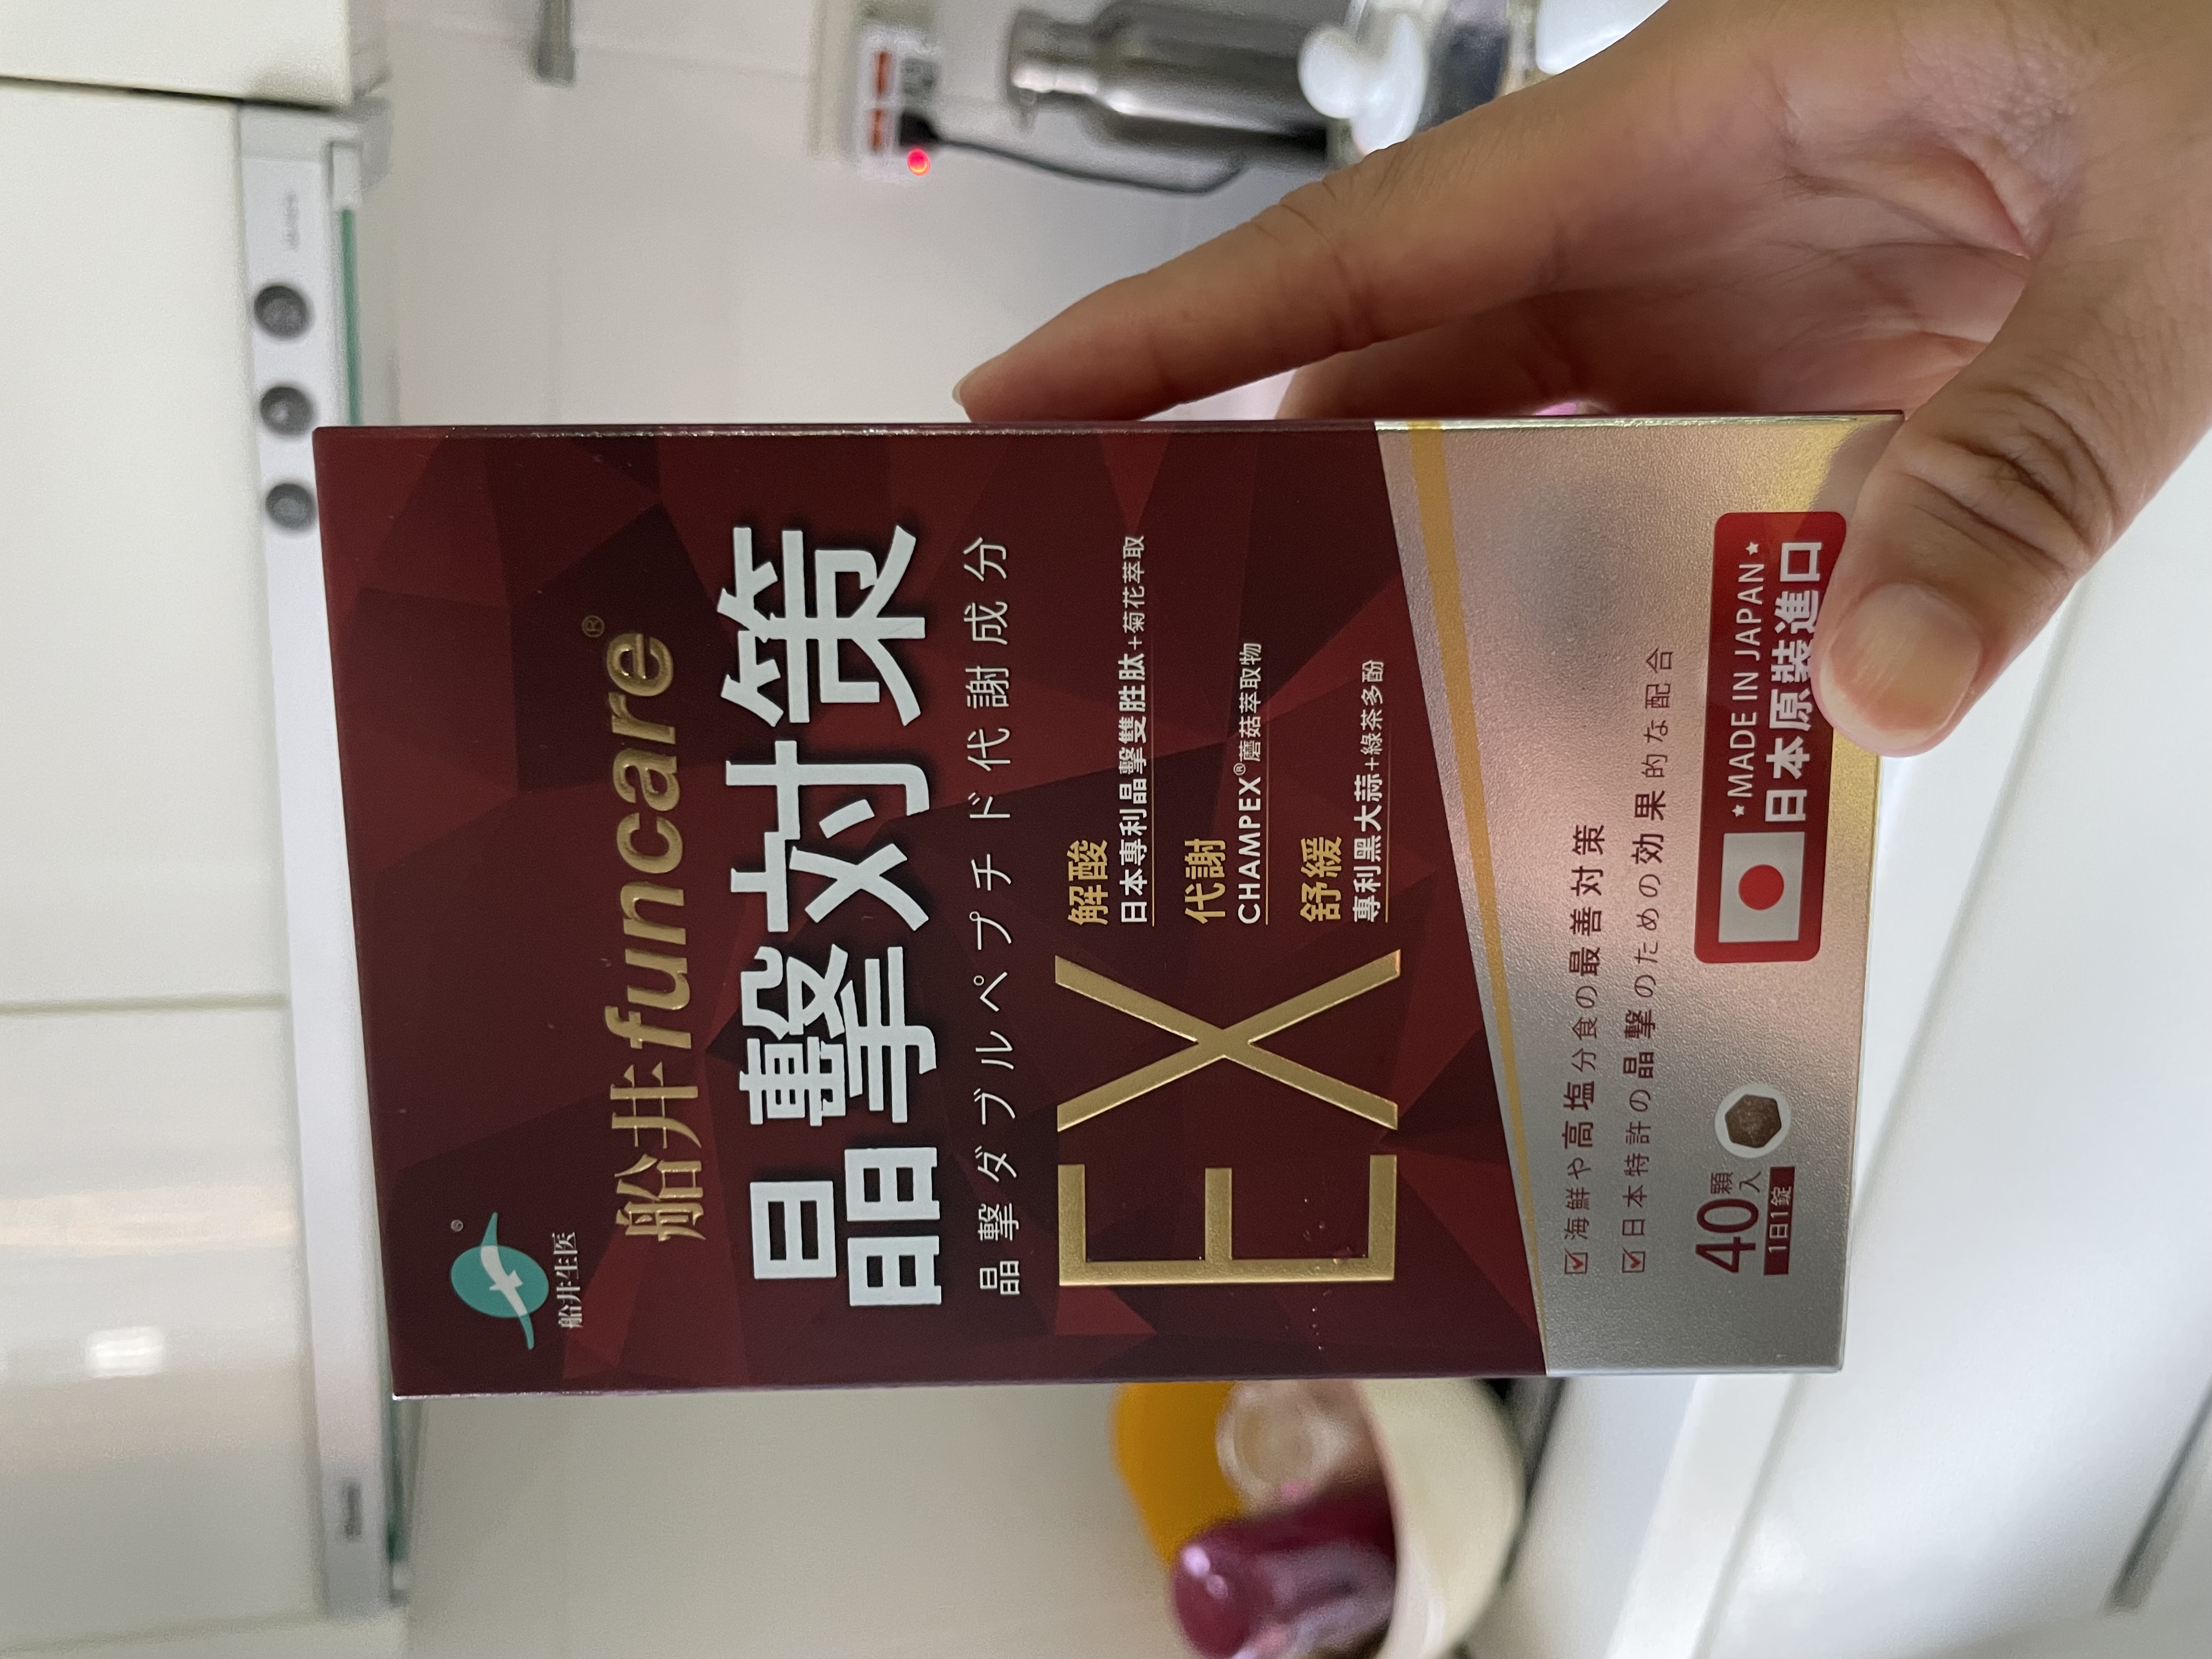 ®
船井生医
船井funcare®
晶擊対策
晶撃ダブルペプチド代謝成分
EX
解酸
日本專利晶擊雙胜肽+菊花萃取
代謝
CHAMPEX®蘑菇萃取物
舒緩
專利黑大蒜+綠茶多酚
海鮮や高塩分食の最善対策
日本特許の晶撃のための効果的な配合
40顆入
1日1錠
MADE IN JAPAN
日本原裝進口